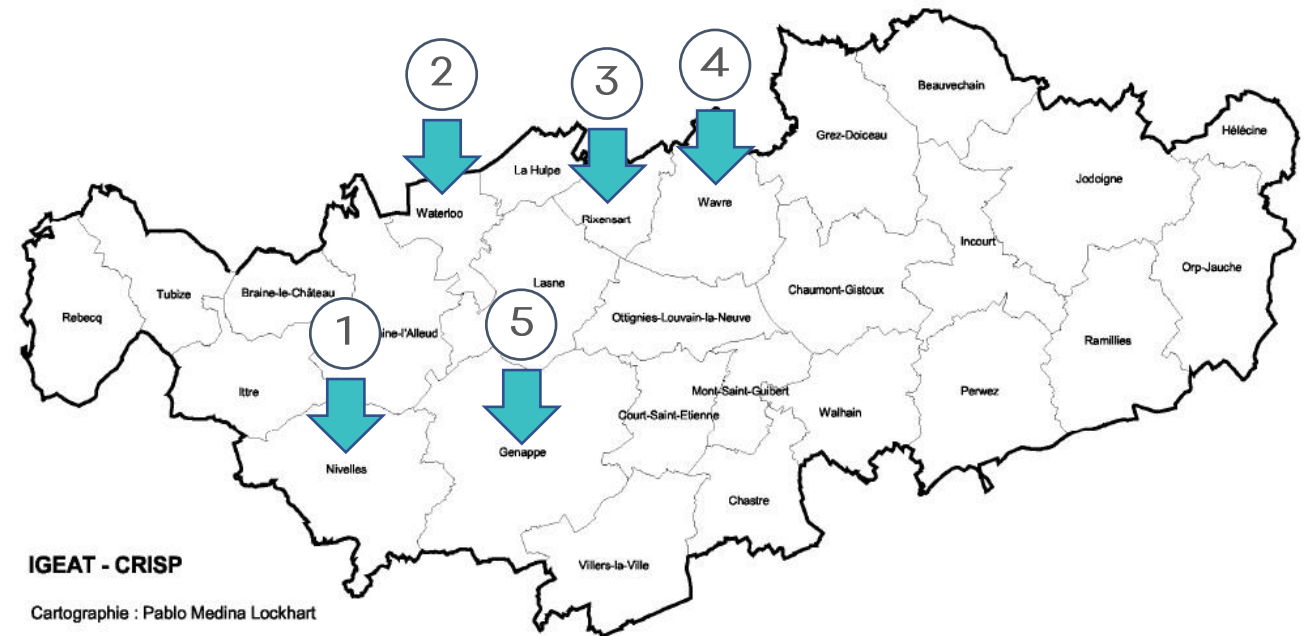 2
3
4
Beauvechain
Grez-Doiceau
Hélécine
La Hulpe
Jodoigne
Waterloo
Rixensart
Wavre
Incourt
Orp-Jauche
Rebecq
Tubize
Braine-le-Château
Lasne
Chaumont-Gistoux
1
ine-l'Alleud
5
Ottignies-Louvain-la-Neuve
Ramillies
Ittre
Mont-Saint-Guibert
Perwez
Court-Saint-Etienne
Walhain
Nivelles
Genappe
Chastre
Villers-la-Ville
IGEAT - CRISP
Cartographie : Pablo Medina Lockhart